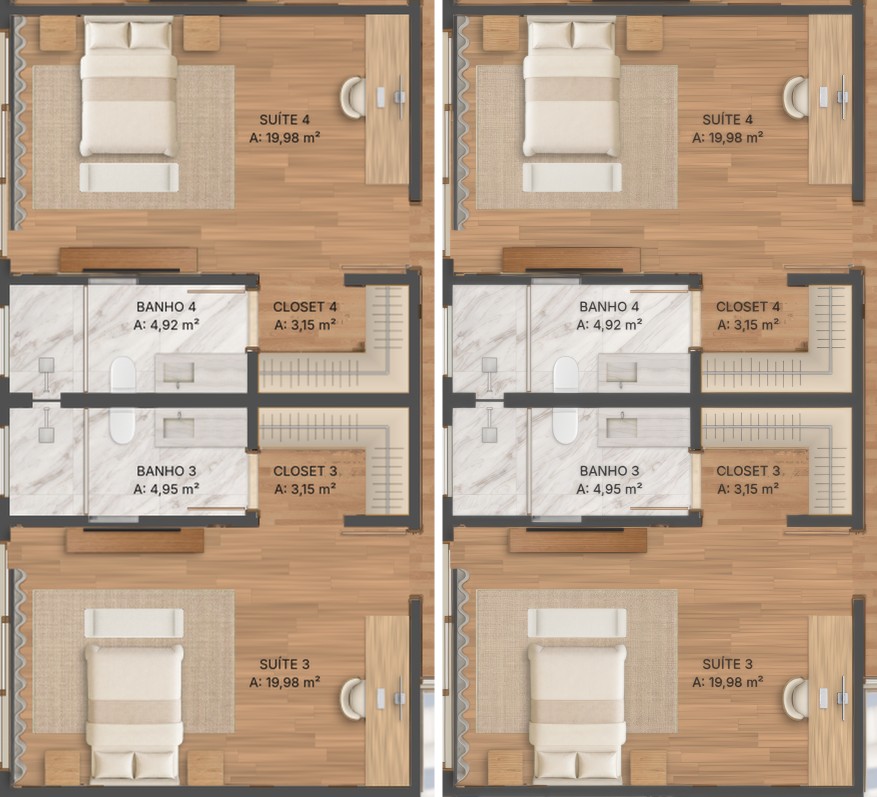 SUÍTE 4
A: 19,98 m²
BANHO 4
A: 4,92 m²
CLOSET 4
A: 3,15 m²
BANHO 3
A: 4,95 m²
CLOSET 3
A: 3,15 m²
SUÍTE 3
A: 19,98 m²
SUÍTE 4
A: 19,98 m²
BANHO 4
A: 4,92 m²
CLOSET 4
A: 3,15 m²
BANHO 3
A: 4,95 m²
CLOSET 3
A: 3,15 m²
SUÍTE 3
A: 19,98 m²